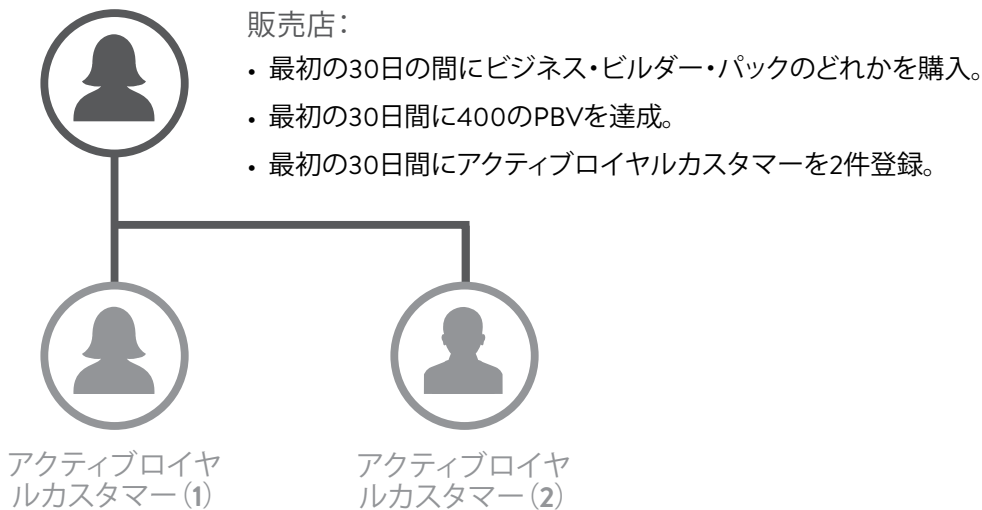 販売店：
• 最初の30日の間にビジネス・ビルダー・パックのどれかを購入。
• 最初の30日間に400のPBVを達成。
• 最初の30日間にアクティブロイヤルカスタマーを2件登録。
アクティブロイヤ
ルカスタマー（1）
アクティブロイヤ
ルカスタマー（2）